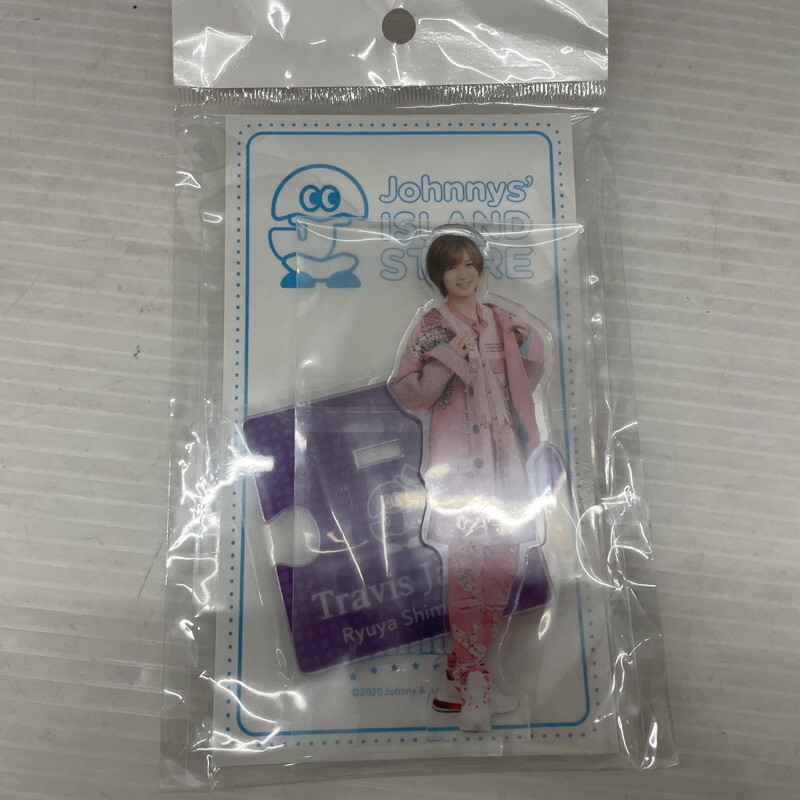 Johnnys'
ISLAND
STORE
Travis Ja
Ryuya Shim
©2020 Johnny &